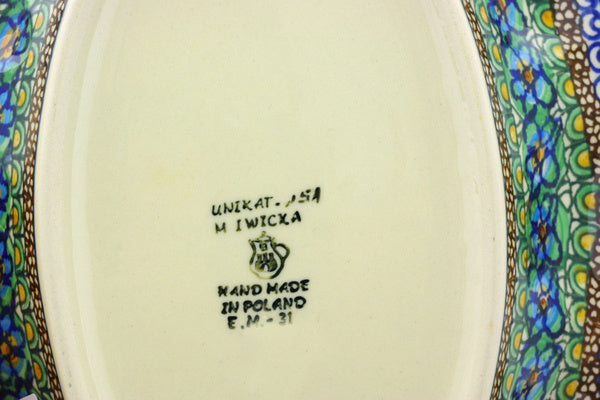 UNIKAT-
M IWICKA
HAND MADE
IN POLAND
E.M.-31